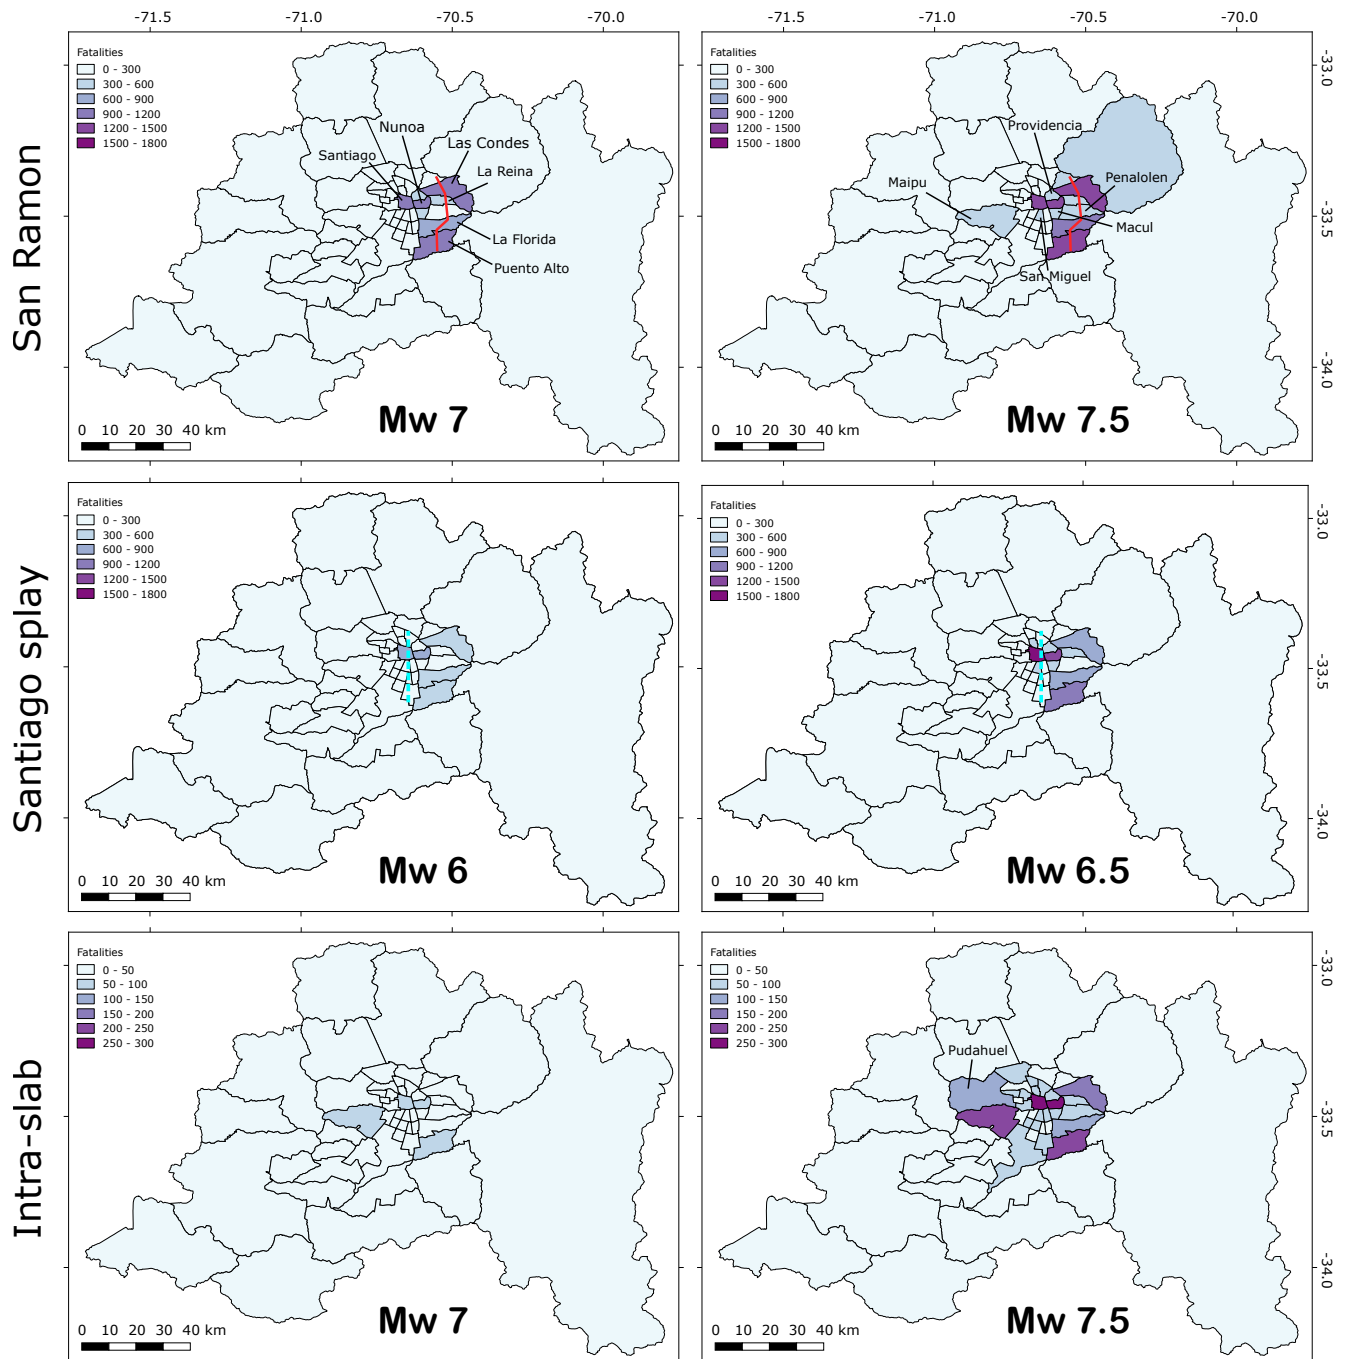 -71.5 -71.0 -70.5 -70.0 -71.5 -71.0 -70.5 -70.0
San Ramon
Fatalities
0 - 300
300 - 600
600 - 900
900 - 1200
1200 - 1500
1500 - 1800
Nunoa
Santiago
Las Condes
La Reina
La Florida
Puento Alto
Mw 7
0 10 20 30 40 km
Fatalities
0 - 300
300 - 600
600 - 900
900 - 1200
1200 - 1500
1500 - 1800
Providencia
Maipu
Penalolen
Macul
San Miguel
Mw 7.5
0 10 20 30 40 km
-33.0
-33.5
-34.0
Santiago splay
Fatalities
0 - 300
300 - 600
600 - 900
900 - 1200
1200 - 1500
1500 - 1800
Mw 6
0 10 20 30 40 km
Fatalities
0 - 300
300 - 600
600 - 900
900 - 1200
1200 - 1500
1500 - 1800
Mw 6.5
0 10 20 30 40 km
-33.0
-33.5
-34.0
Intra-slab
Fatalities
0 - 50
50 - 100
100 - 150
150 - 200
200 - 250
250 - 300
Mw 7
0 10 20 30 40 km
Fatalities
0 - 50
50 - 100
100 - 150
150 - 200
200 - 250
250 - 300
Pudahuel
Mw 7.5
0 10 20 30 40 km
-33.0
-33.5
-34.0